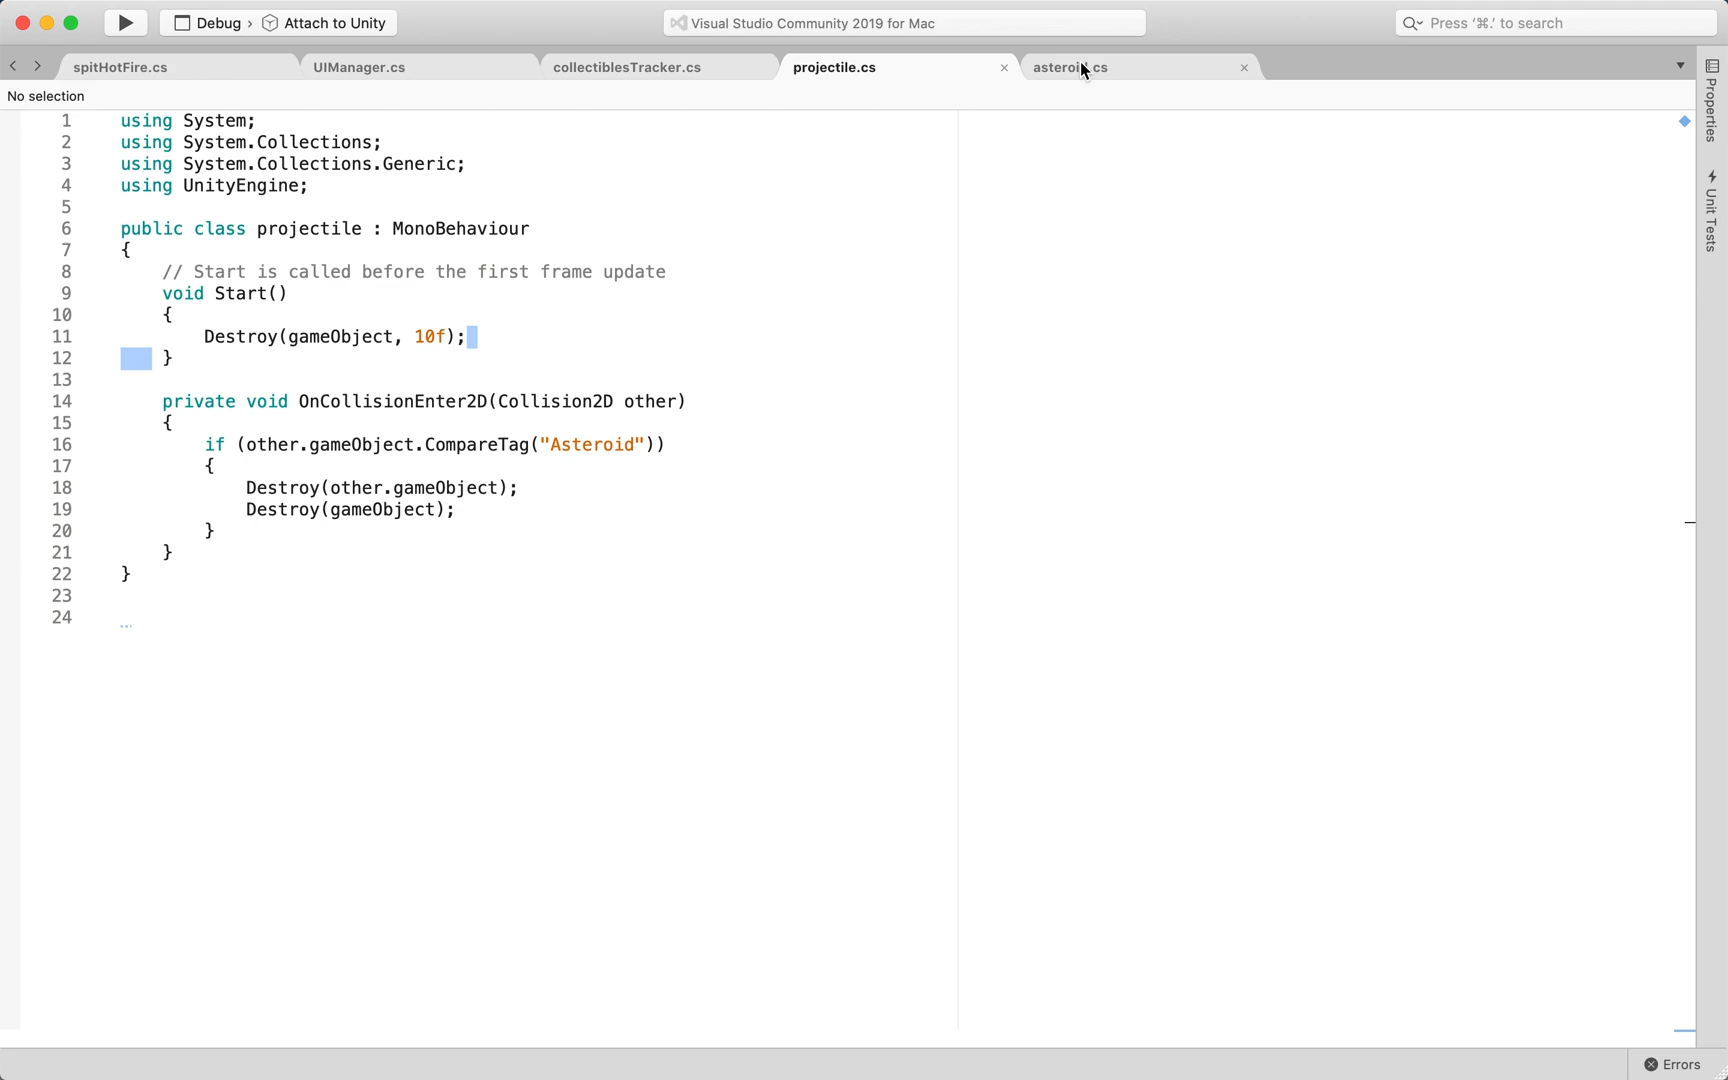 Debug › Attach to Unity
Visual Studio Community 2019 for Mac
Press ‘⌘.’ to search
spitHotFire.cs
UIManager.cs
collectiblesTracker.cs
projectile.cs ×
asteroid.cs ×
No selection
1 using System;
2 using System.Collections;
3 using System.Collections.Generic;
4 using UnityEngine;
5
6 public class projectile : MonoBehaviour
7 {
8 // Start is called before the first frame update
9 void Start()
10 {
11 Destroy(gameObject, 10f);
12 }
13
14 private void OnCollisionEnter2D(Collision2D other)
15 {
16 if (other.gameObject.CompareTag("Asteroid"))
17 {
18 Destroy(other.gameObject);
19 Destroy(gameObject);
20 }
21 }
22 }
23
24
Properties
Unit Tests
Errors